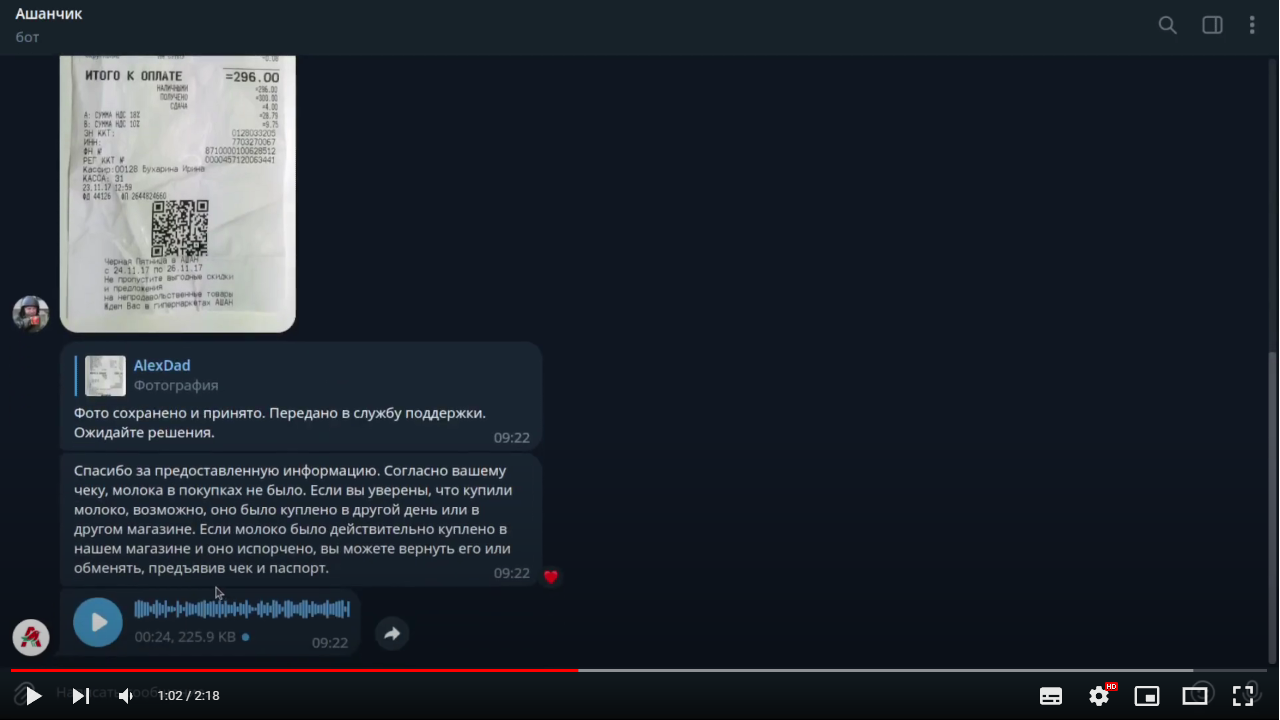 Ашанчик
бот
ИТОГО К ОПЛАТЕ =296.00
НАЛИЧНЫМИ =296.00
ПОЛУЧЕНО =300.00
СДАЧА =4.00
А: СУММА НДС 18% =28.79
В: СУММА НДС 10% =9.75
ЗН ККТ: 0128033205
ИНН: 7703270067
ФН № 8710000100628512
РЕГ ККТ № 0000457120063441
Кассир:00128 Бухарина Ирина
КАССА: 31
23.11.17 12:59
ФД 44126 ФП 2644824660
Черная Пятница в АШАН
с 24.11.17 по 26.11.17
Не пропустите выгодные скидки
и предложения
на непродовольственные товары
Ждем Вас в гипермаркетах АШАН
AlexDad
Фотография
Фото сохранено и принято. Передано в службу поддержки.
Ожидайте решения.
09:22
Спасибо за предоставленную информацию. Согласно вашему
чеку, молока в покупках не было. Если вы уверены, что купили
молоко, возможно, оно было куплено в другой день или в
другом магазине. Если молоко было действительно куплено в
нашем магазине и оно испорчено, вы можете вернуть его или
обменять, предъявив чек и паспорт.
09:22
00:24, 225.9 KB
09:22
1:02 / 2:18
HD